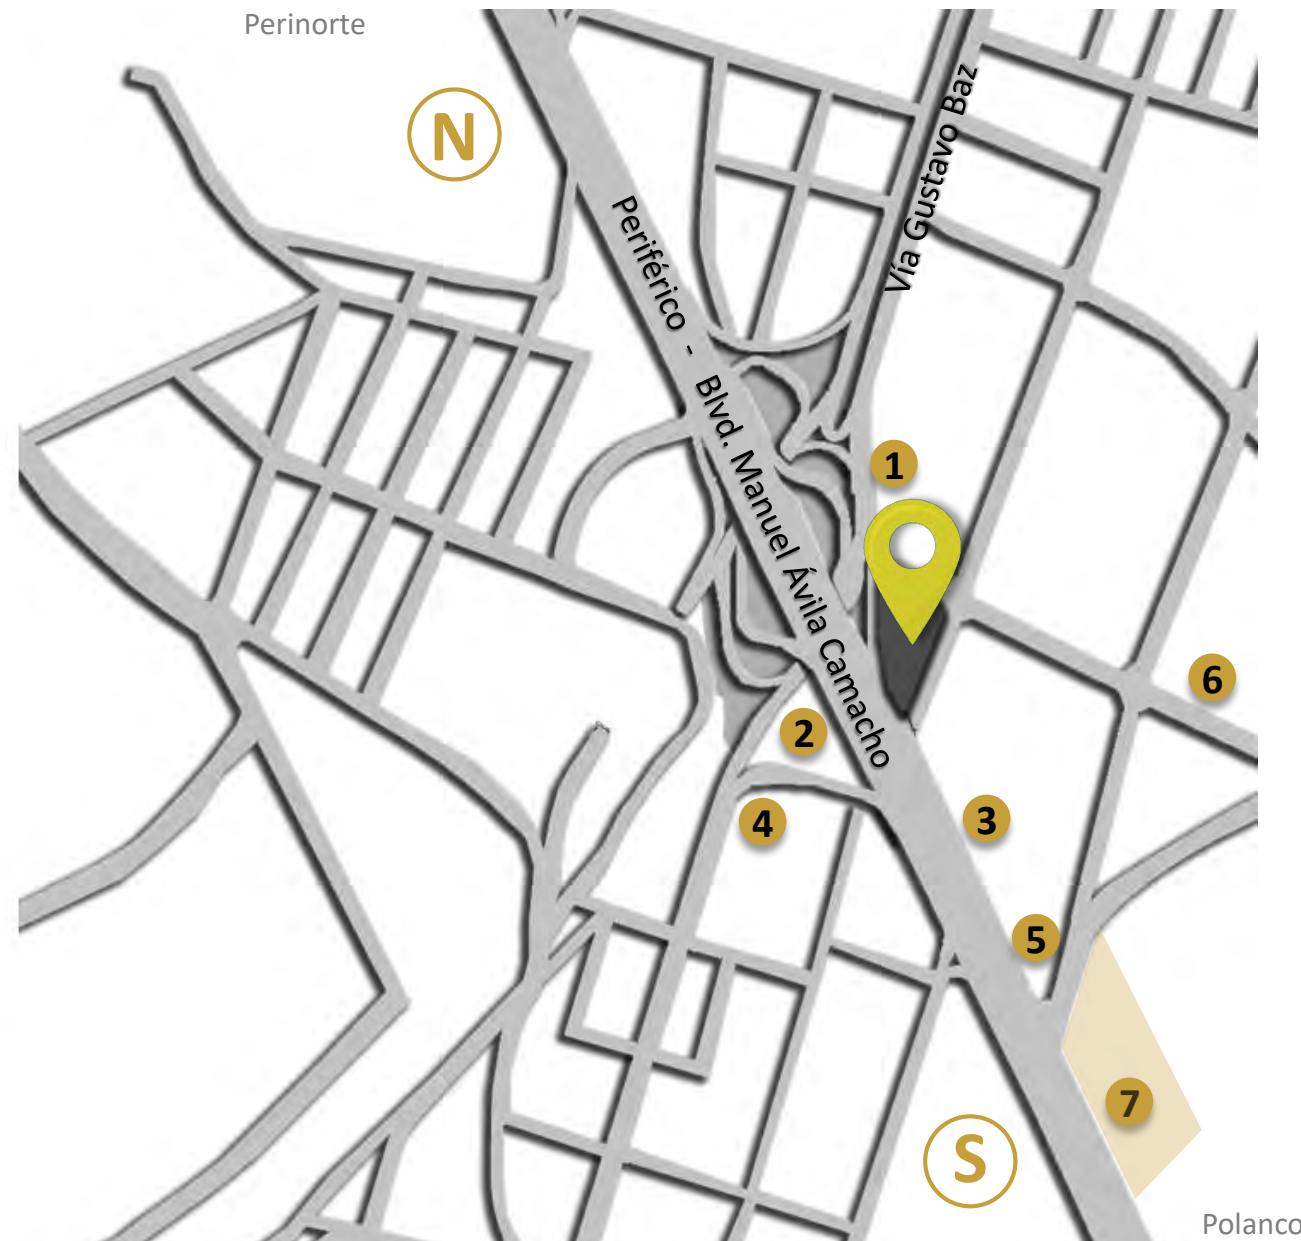 Perinorte
N
Vía Gustavo Baz
Periférico - Blvd. Manuel Ávila Camacho
1
6
2
3
4
5
7
S
Polanco